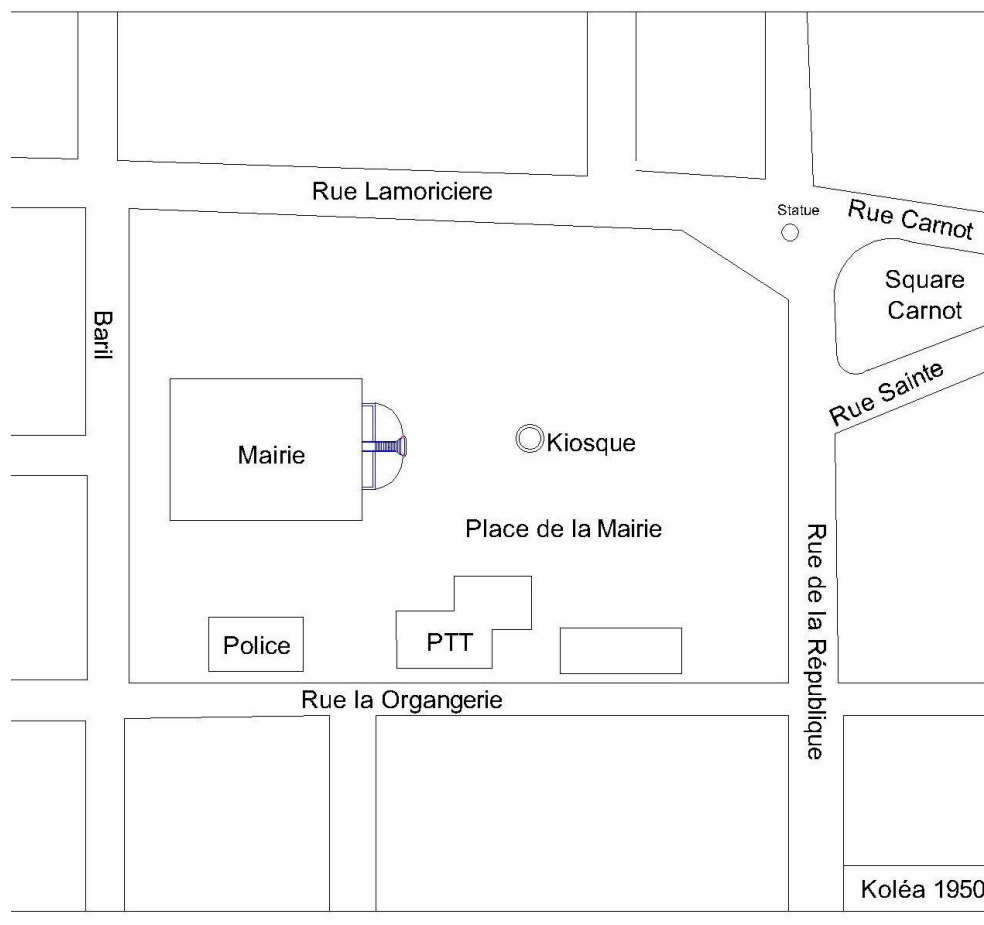 Rue Lamoriciere
Statue
Rue Carnot
Square
Carnot
Baril
Rue Sainte
Mairie
Kiosque
Place de la Mairie
Rue de la République
Police
PTT
Rue la Organgerie
Koléa 1950